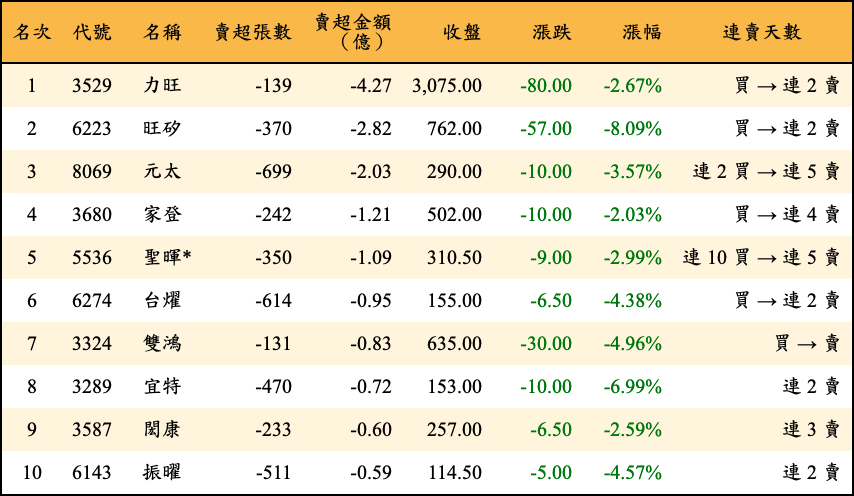 名次 代號 名稱 賣超張數 賣超金額（億） 收盤 漲跌 漲幅 連賣天數
1 3529 力旺 -139 -4.27 3,075.00 -80.00 -2.67% 買 → 連 2 賣
2 6223 旺矽 -370 -2.82 762.00 -57.00 -8.09% 買 → 連 2 賣
3 8069 元太 -699 -2.03 290.00 -10.00 -3.57% 連 2 買 → 連 5 賣
4 3680 家登 -242 -1.21 502.00 -10.00 -2.03% 買 → 連 4 賣
5 5536 聖暉* -350 -1.09 310.50 -9.00 -2.99% 連 10 買 → 連 5 賣
6 6274 台燿 -614 -0.95 155.00 -6.50 -4.38% 買 → 連 2 賣
7 3324 雙鴻 -131 -0.83 635.00 -30.00 -4.96% 買 → 賣
8 3289 宜特 -470 -0.72 153.00 -10.00 -6.99% 連 2 賣
9 3587 閎康 -233 -0.60 257.00 -6.50 -2.59% 連 3 賣
10 6143 振曜 -511 -0.59 114.50 -5.00 -4.57% 連 2 賣